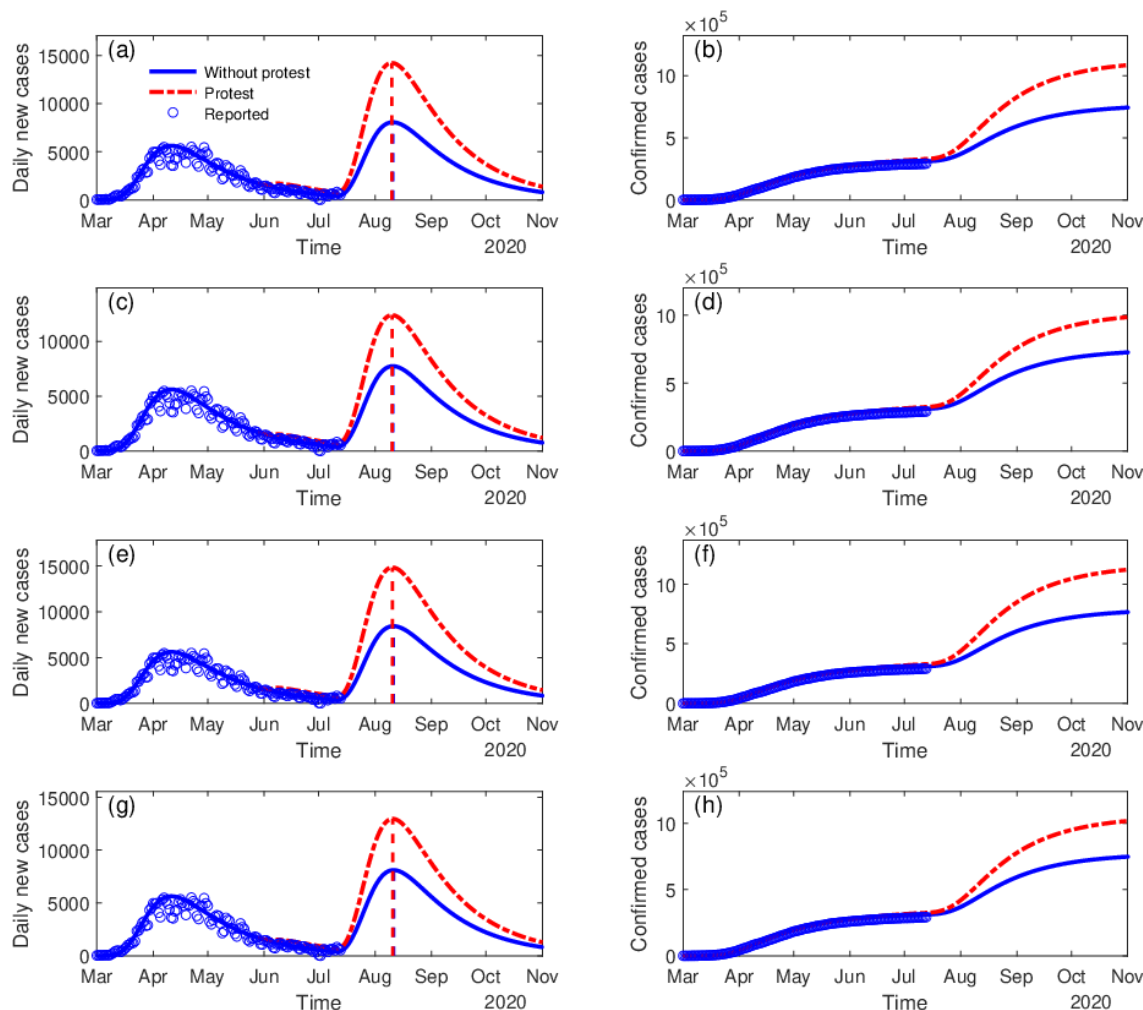 (a)
Daily new cases
15000
10000
5000
0
Without protest
Protest
Reported
Mar Apr May Jun Jul Aug Sep Oct Nov
Time
2020
(b)
×10^5
Confirmed cases
10
5
0
Mar Apr May Jun Jul Aug Sep Oct Nov
Time
2020
(c)
Daily new cases
10000
5000
0
Mar Apr May Jun Jul Aug Sep Oct Nov
Time
2020
(d)
×10^5
Confirmed cases
10
5
0
Mar Apr May Jun Jul Aug Sep Oct Nov
Time
2020
(e)
Daily new cases
15000
10000
5000
0
Mar Apr May Jun Jul Aug Sep Oct Nov
Time
2020
(f)
×10^5
Confirmed cases
10
5
0
Mar Apr May Jun Jul Aug Sep Oct Nov
Time
2020
(g)
Daily new cases
15000
10000
5000
0
Mar Apr May Jun Jul Aug Sep Oct Nov
Time
2020
(h)
×10^5
Confirmed cases
10
5
0
Mar Apr May Jun Jul Aug Sep Oct Nov
Time
2020